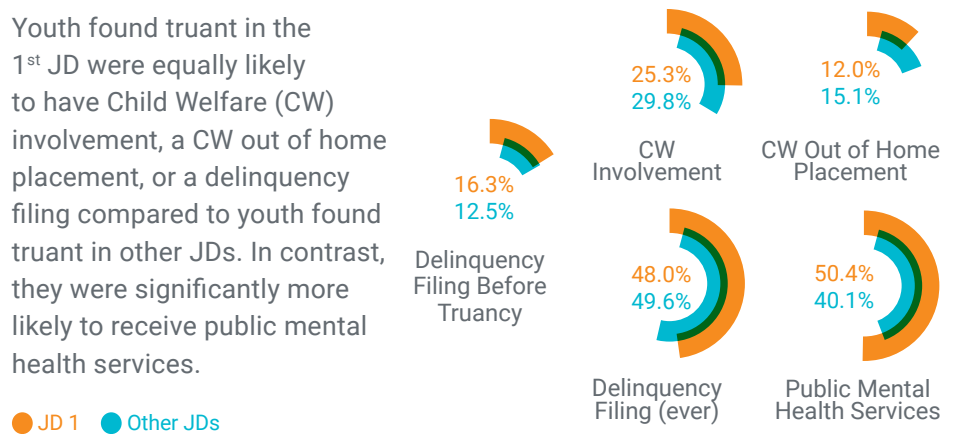 Youth found truant in the
1st JD were equally likely
to have Child Welfare (CW)
involvement, a CW out of home
placement, or a delinquency
filing compared to youth found
truant in other JDs. In contrast,
they were significantly more
likely to receive public mental
health services.
JD 1
Other JDs
16.3%
12.5%
Delinquency
Filing Before
Truancy
25.3%
29.8%
CW
Involvement
12.0%
15.1%
CW Out of Home
Placement
48.0%
49.6%
Delinquency
Filing (ever)
50.4%
40.1%
Public Mental
Health Services